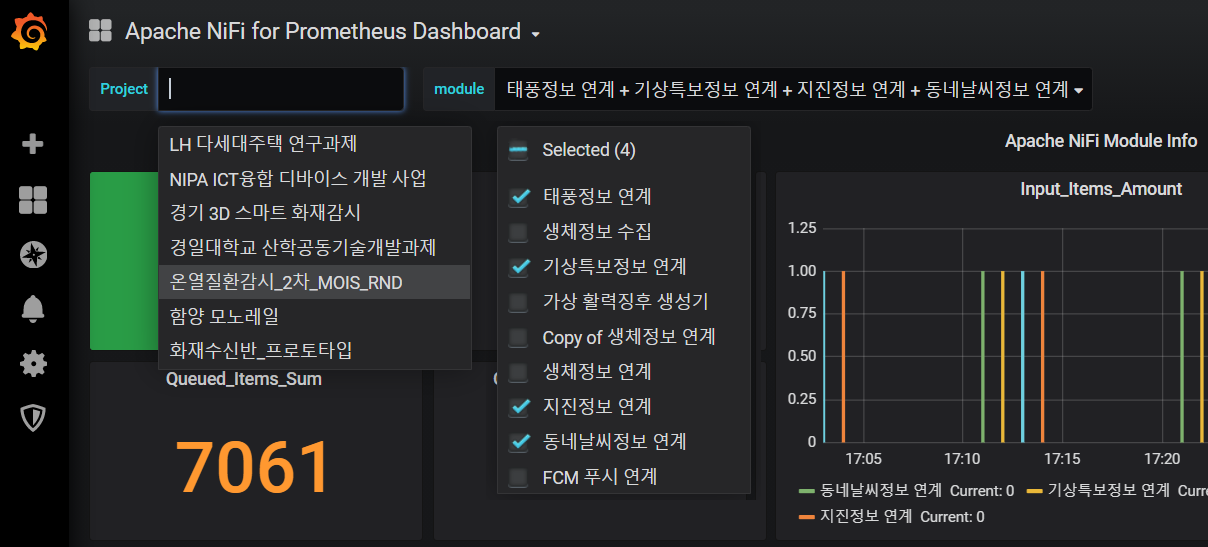 Apache NiFi for Prometheus Dashboard
Project
module
태풍정보 연계 + 기상특보정보 연계 + 지진정보 연계 + 동네날씨정보 연계
LH 다세대주택 연구과제
NIPA ICT융합 디바이스 개발 사업
경기 3D 스마트 화재감시
경일대학교 산학공동기술개발과제
온열질환감시_2차_MOIS_RND
함양 모노레일
화재수신반_프로토타입
Selected (4)
태풍정보 연계
생체정보 수집
기상특보정보 연계
가상 활력징후 생성기
Copy of 생체정보 연계
생체정보 연계
지진정보 연계
동네날씨정보 연계
FCM 푸시 연계
Queued_Items_Sum
7061
Apache NiFi Module Info
Input_Items_Amount
1.25
1.00
0.75
0.50
0.25
0
17:05
17:10
17:15
17:20
동네날씨정보 연계 Current: 0
기상특보정보 연계
지진정보 연계 Current: 0